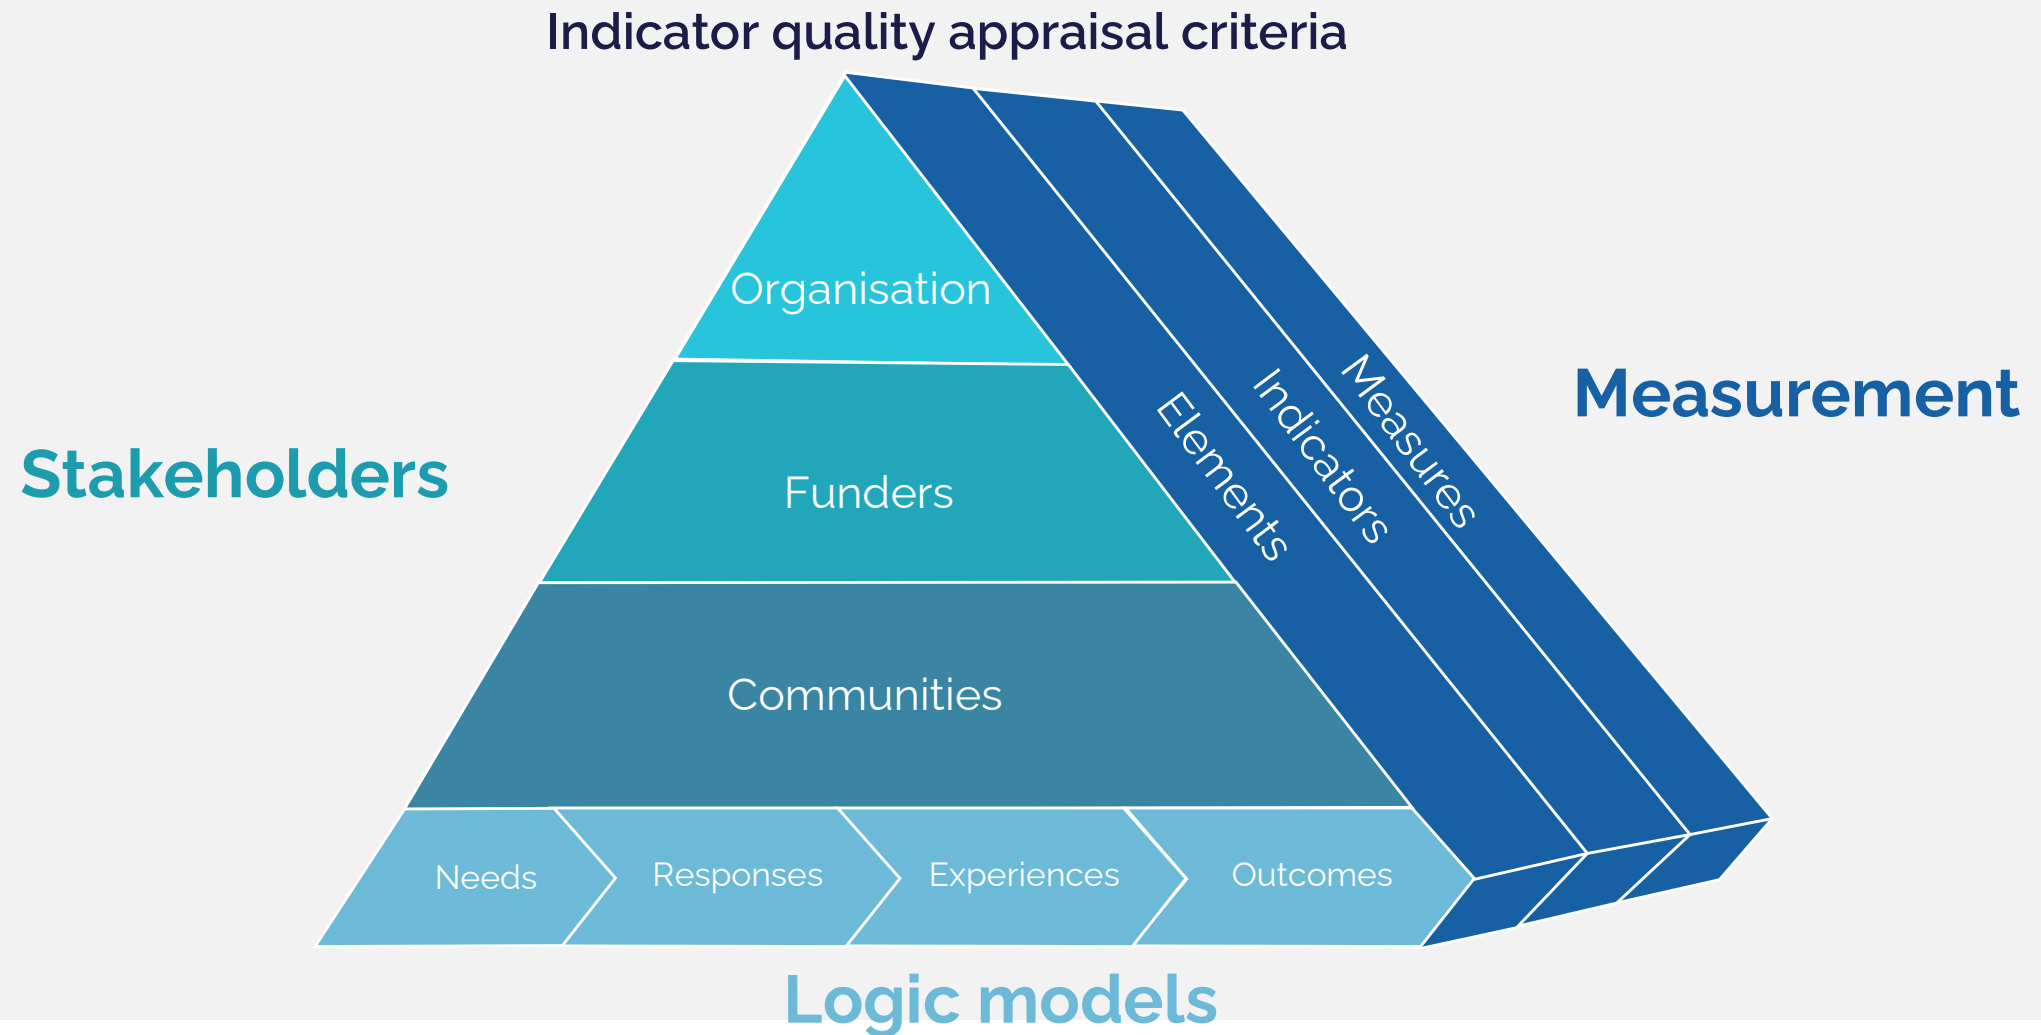 Indicator quality appraisal criteria
Organisation
Funders
Communities
Stakeholders
Elements
Indicators
Measures
Measurement
Needs
Responses
Experiences
Outcomes
Logic models